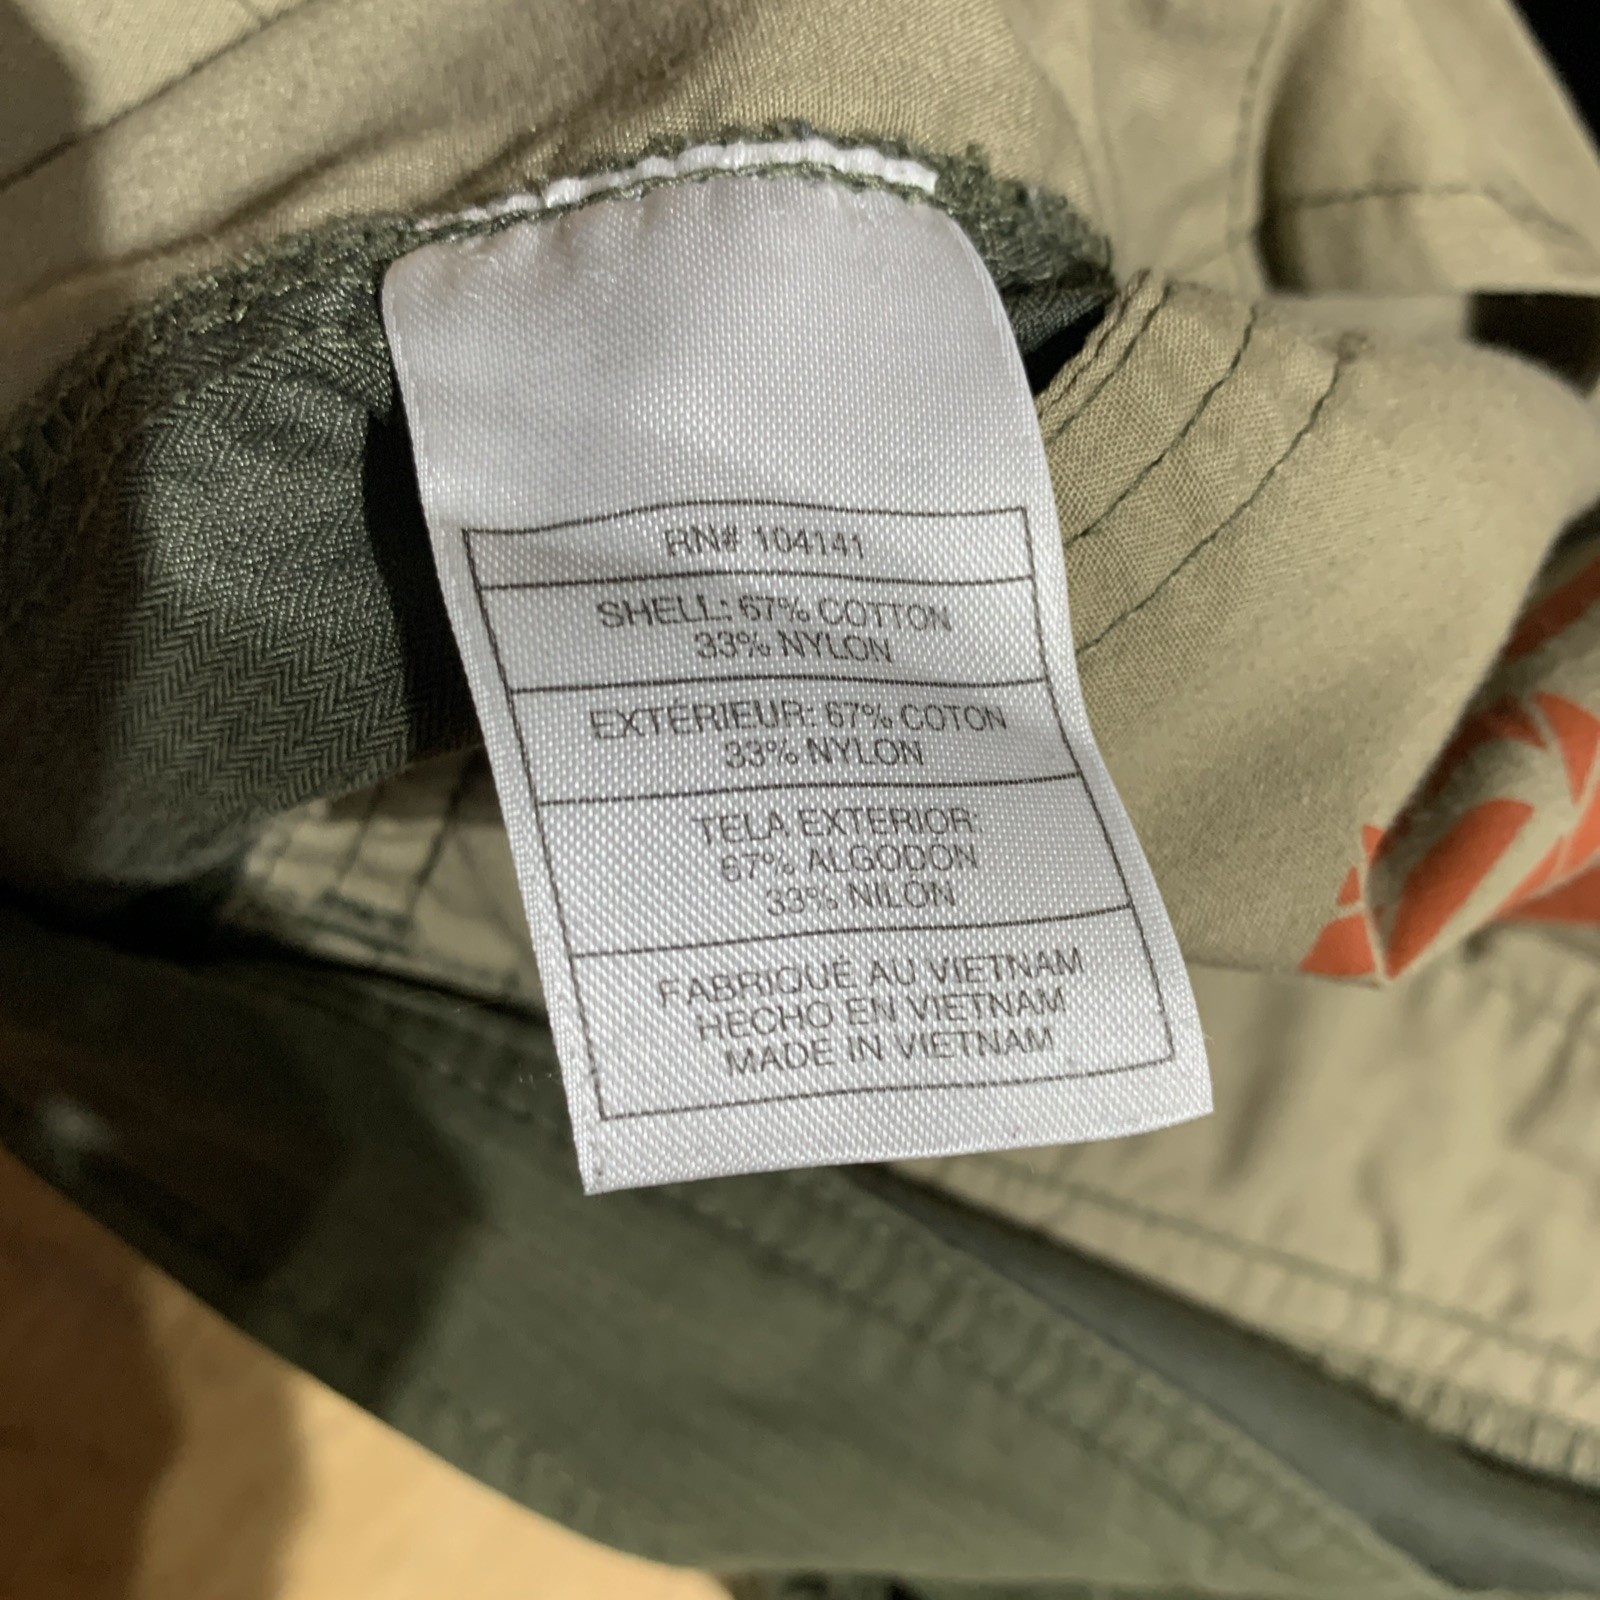 RN# 104141
SHELL: 67% COTTON
33% NYLON
EXTÉRIEUR: 67% COTON
33% NYLON
TELA EXTERIOR:
67% ALGODON
33% NILON
FABRIQUÉ AU VIETNAM
HECHO EN VIETNAM
MADE IN VIETNAM